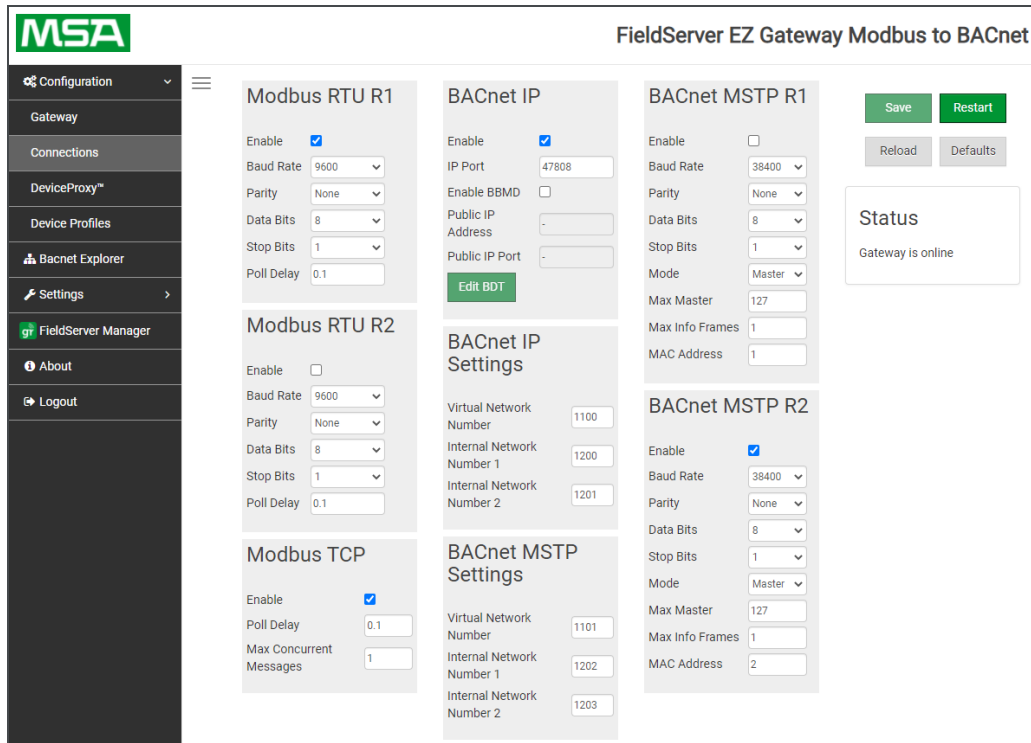 MSA
FieldServer EZ Gateway Modbus to BACnet
Configuration
Gateway
Connections
DeviceProxy™
Device Profiles
Bacnet Explorer
Settings
gT FieldServer Manager
About
Logout
Modbus RTU R1
Enable
Baud Rate 9600
Parity None
Data Bits 8
Stop Bits 1
Poll Delay 0.1
Modbus RTU R2
Enable
Baud Rate 9600
Parity None
Data Bits 8
Stop Bits 1
Poll Delay 0.1
Modbus TCP
Enable
Poll Delay 0.1
Max Concurrent
Messages 1
BACnet IP
Enable
IP Port 47808
Enable BBMD
Public IP
Address -
Public IP Port -
Edit BDT
BACnet IP
Settings
Virtual Network
Number 1100
Internal Network
Number 1 1200
Internal Network
Number 2 1201
BACnet MSTP
Settings
Virtual Network
Number 1101
Internal Network
Number 1 1202
Internal Network
Number 2 1203
BACnet MSTP R1
Enable
Baud Rate 38400
Parity None
Data Bits 8
Stop Bits 1
Mode Master
Max Master 127
Max Info Frames 1
MAC Address 1
BACnet MSTP R2
Enable
Baud Rate 38400
Parity None
Data Bits 8
Stop Bits 1
Mode Master
Max Master 127
Max Info Frames 1
MAC Address 2
Save Restart
Reload Defaults
Status
Gateway is online